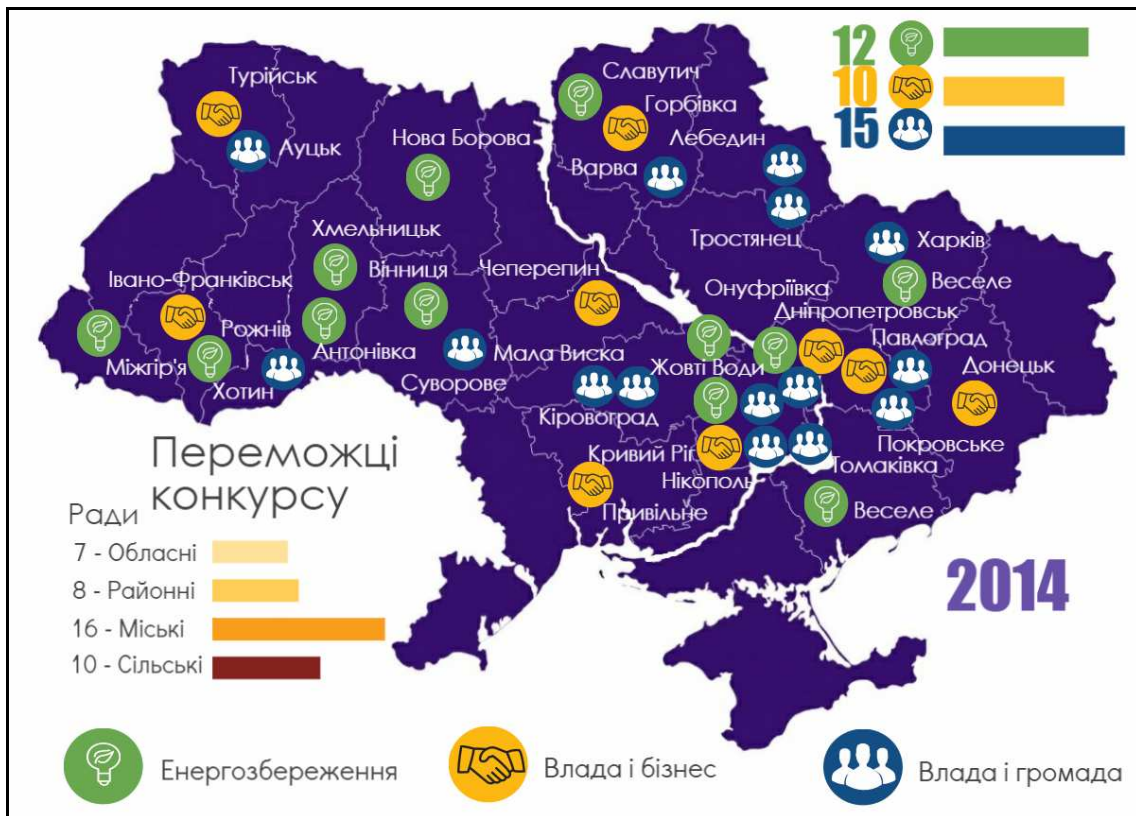 12
10
15
Турійськ
Луцьк
Нова Борова
Славутич
Горбівка
Лебедин
Варва
Тростянец
Хмельницьк
Вінниця
Чеперепин
Харків
Веселе
Івано-Франківськ
Рожнів
Міжгір'я
Хотин
Антонівка
Суворове
Мала Виска
Онуфріївка
Дніпропетровськ
Павлоград
Жовті Води
Донецьк
Кіровоград
Покровське
Кривий Ріг
Томаківка
Нікополь
Привільне
Веселе
Переможці
конкурсу
Ради
7 - Обласні
8 - Районні
16 - Міські
10 - Сільські
2014
Енергозбереження
Влада і бізнес
Влада і громада